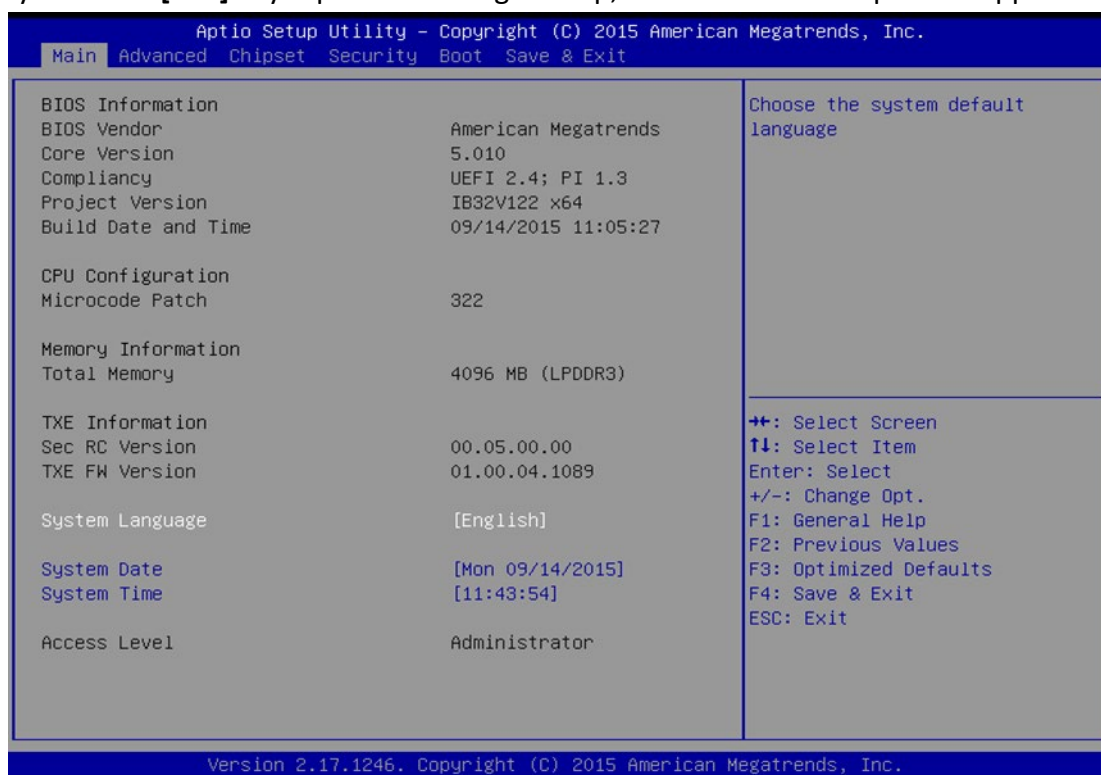 Aptio Setup Utility – Copyright (C) 2015 American Megatrends, Inc.
Main Advanced Chipset Security Boot Save & Exit
BIOS Information
BIOS Vendor American Megatrends
Core Version 5.010
Compliancy UEFI 2.4; PI 1.3
Project Version IB32V122 x64
Build Date and Time 09/14/2015 11:05:27
CPU Configuration
Microcode Patch 322
Memory Information
Total Memory 4096 MB (LPDDR3)
TXE Information
Sec RC Version 00.05.00.00
TXE FW Version 01.00.04.1089
System Language [English]
System Date [Mon 09/14/2015]
System Time [11:43:54]
Access Level Administrator
Choose the system default
language
→←: Select Screen
↑↓: Select Item
Enter: Select
+/-: Change Opt.
F1: General Help
F2: Previous Values
F3: Optimized Defaults
F4: Save & Exit
ESC: Exit
Version 2.17.1246. Copyright (C) 2015 American Megatrends, Inc.